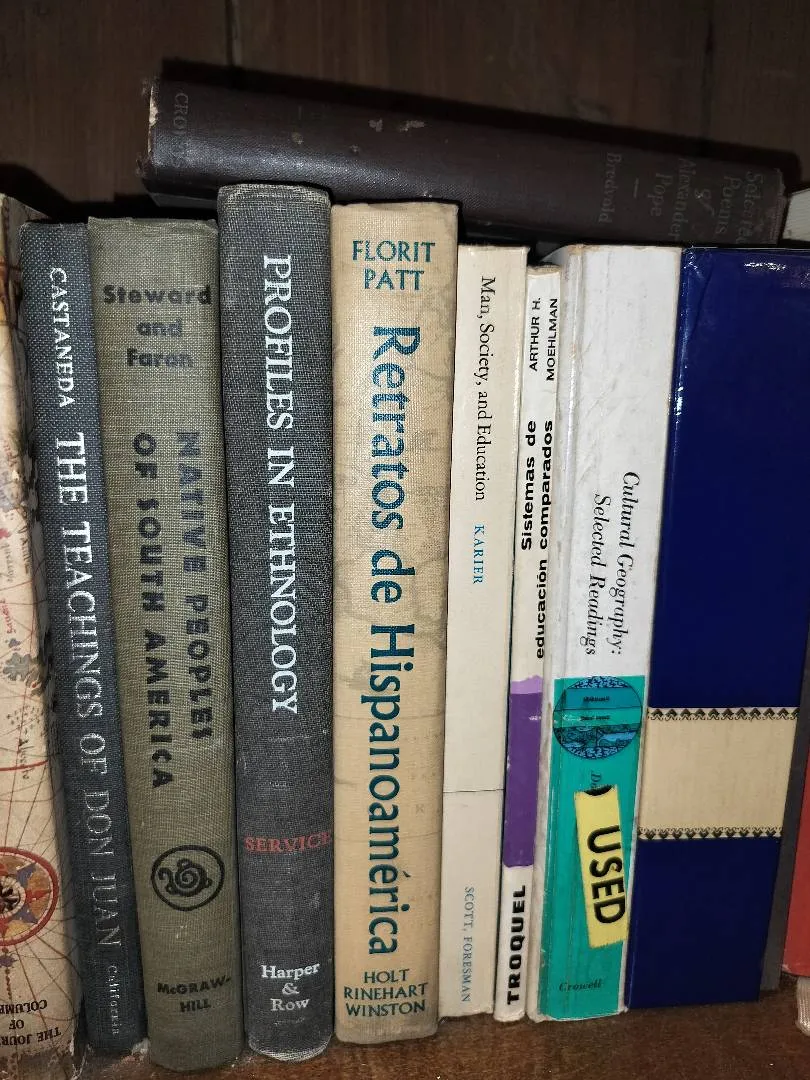 CROFTS
Bredvold
Selected
Poems
of
Alexander
Pope
THE JOURNAL
OF
COLUMB
CASTANEDA THE TEACHINGS OF DON JUAN California
Steward
and
Faron
NATIVE PEOPLES
OF SOUTH AMERICA
McGRAW-
HILL
PROFILES IN ETHNOLOGY
SERVICE
Harper
&
Row
FLORIT
PATT
Retratos de Hispanoamérica
HOLT
RINEHART
WINSTON
Man, Society, and Education KARIER
SCOTT, FORESMAN
ARTHUR H.
MOEHLMAN
Sistemas de
educación comparados
TROQUEL
Cultural Geography:
Selected Readings
USED
Crowell